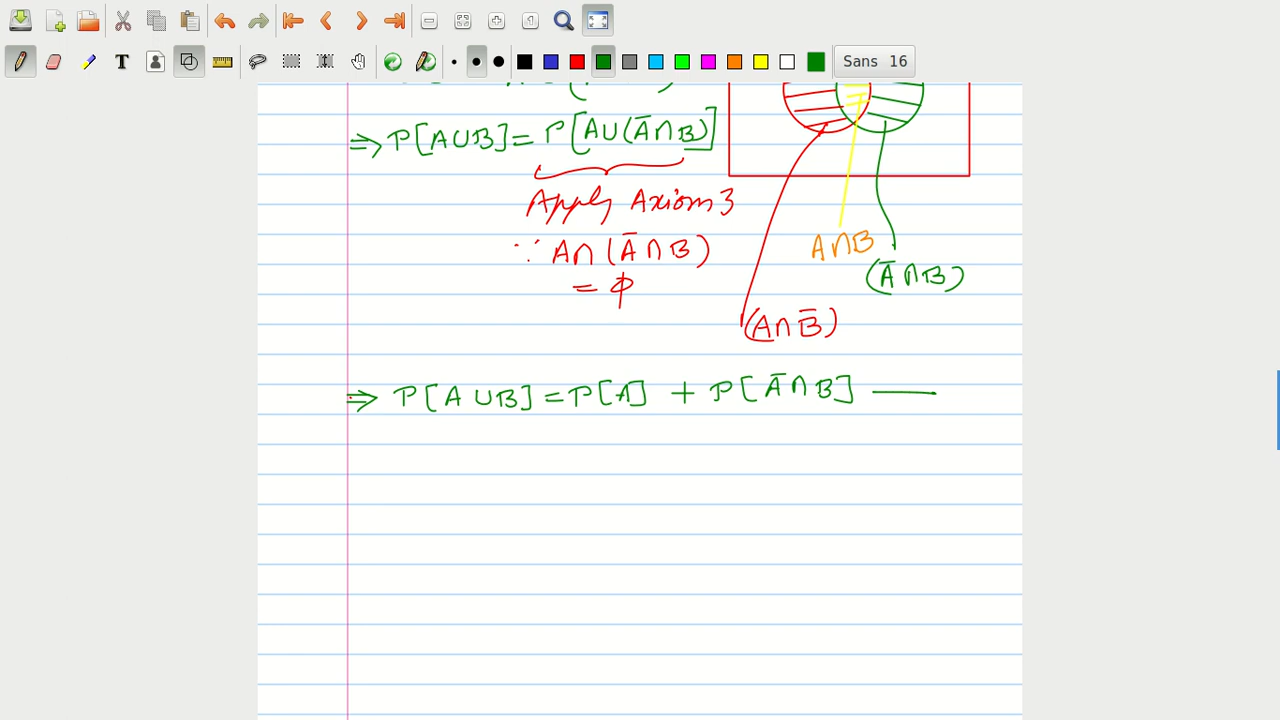 Sans 16
⇒ P[A∪B] = P[A∪(Ā∩B)]
Apply Axiom 3
∵ A∩(Ā∩B)
= φ
A∩B
(Ā∩B)
(A∩B̄)
⇒ P[A∪B] = P[A] + P[Ā∩B] —